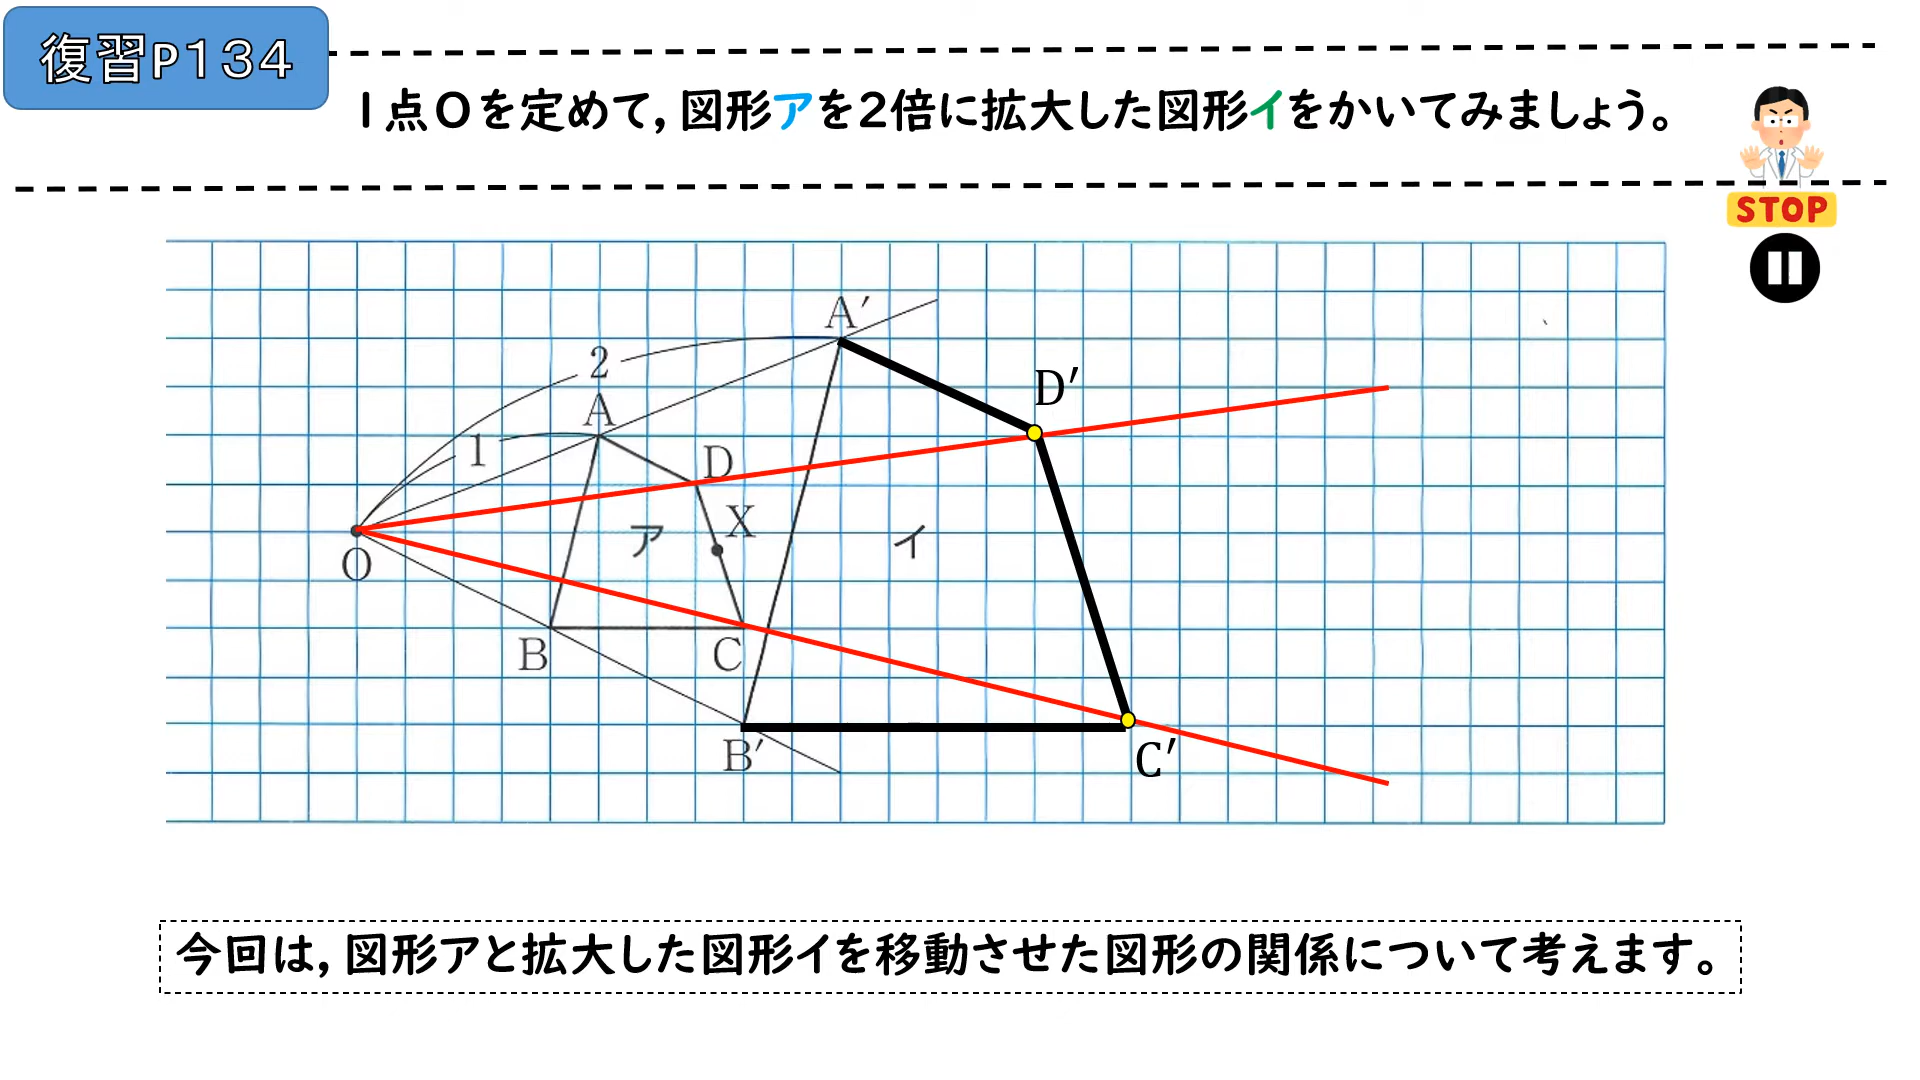 復習P134
1点Oを定めて，図形アを2倍に拡大した図形イをかいてみましょう。
STOP
A′
2
D′
A
1
D
X
ア
イ
O
B
C
B′
C′
今回は，図形アと拡大した図形イを移動させた図形の関係について考えます。